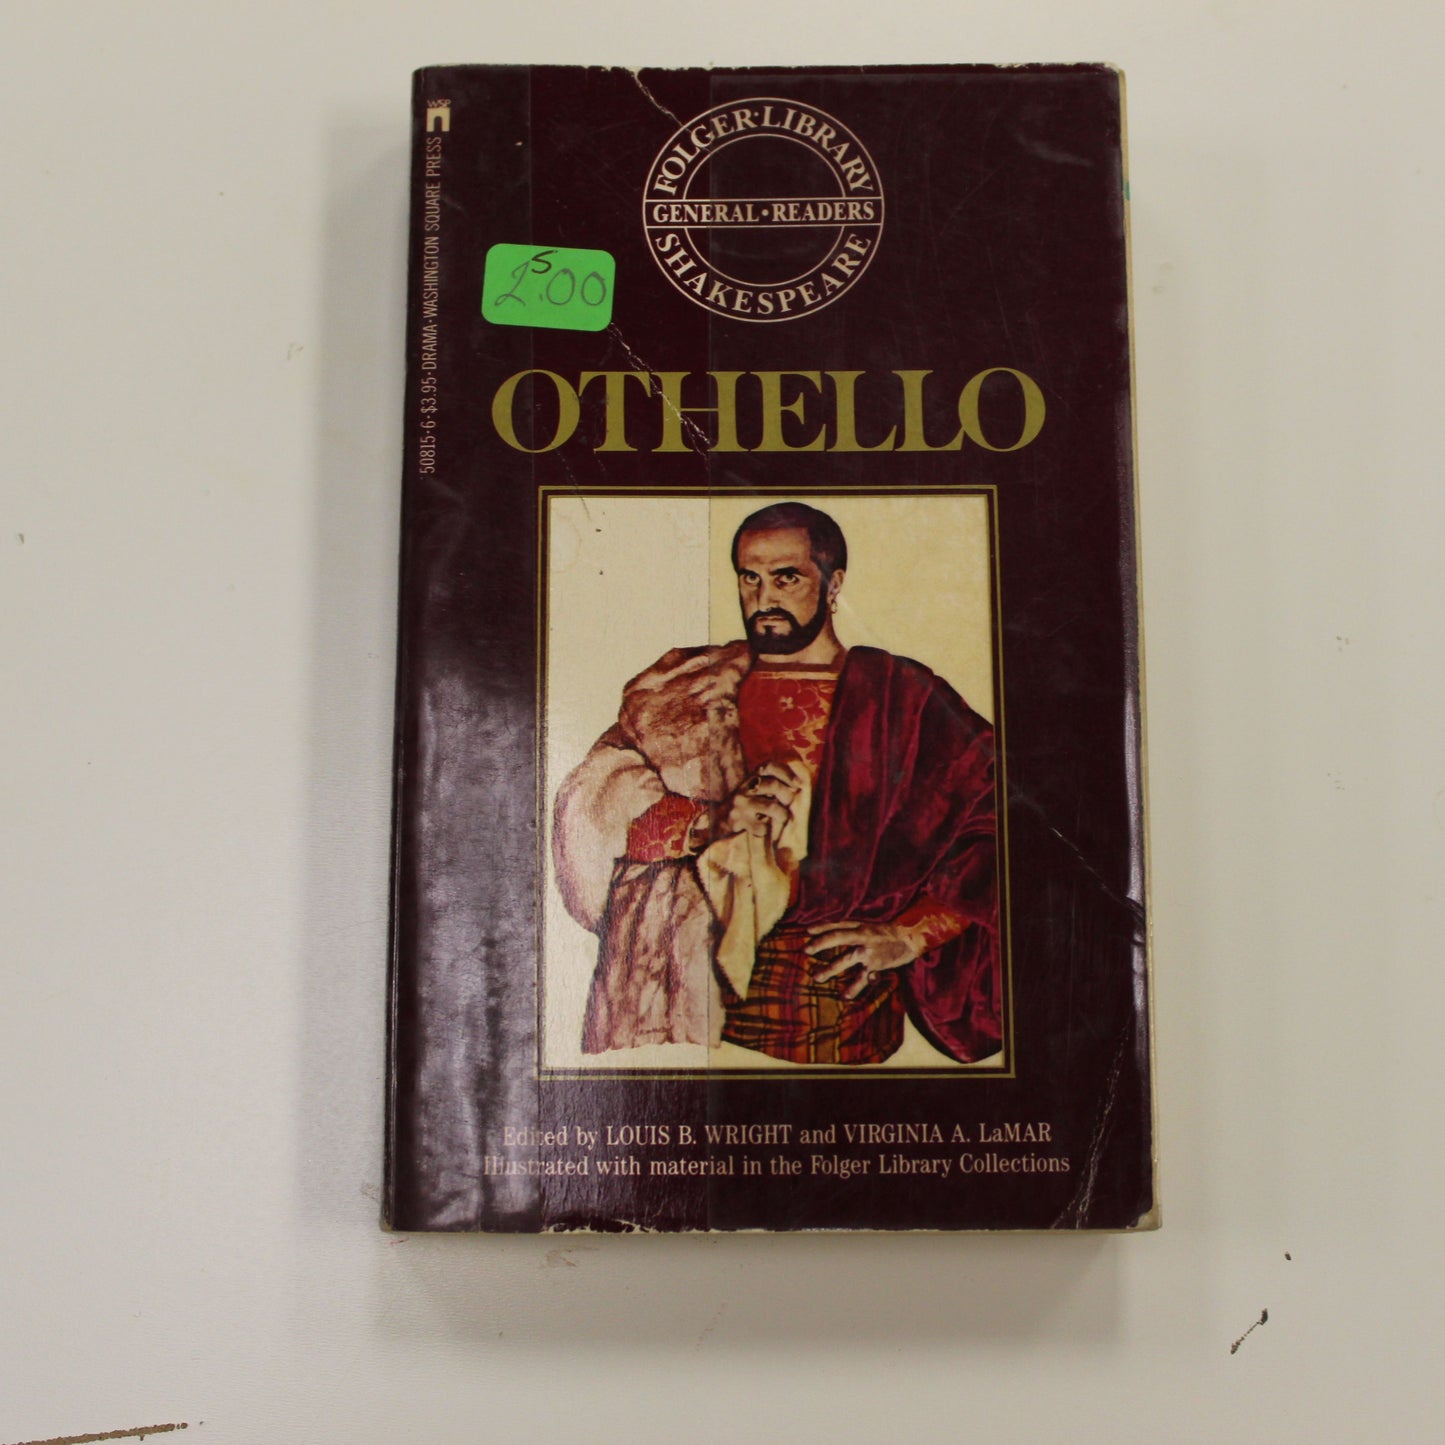 WSP
50815·6·$3.95·DRAMA·WASHINGTON SQUARE PRESS
FOLGER·LIBRARY
GENERAL·READERS
SHAKESPEARE
2.00
5
OTHELLO
Edited by LOUIS B. WRIGHT and VIRGINIA A. LaMAR
Illustrated with material in the Folger Library Collections